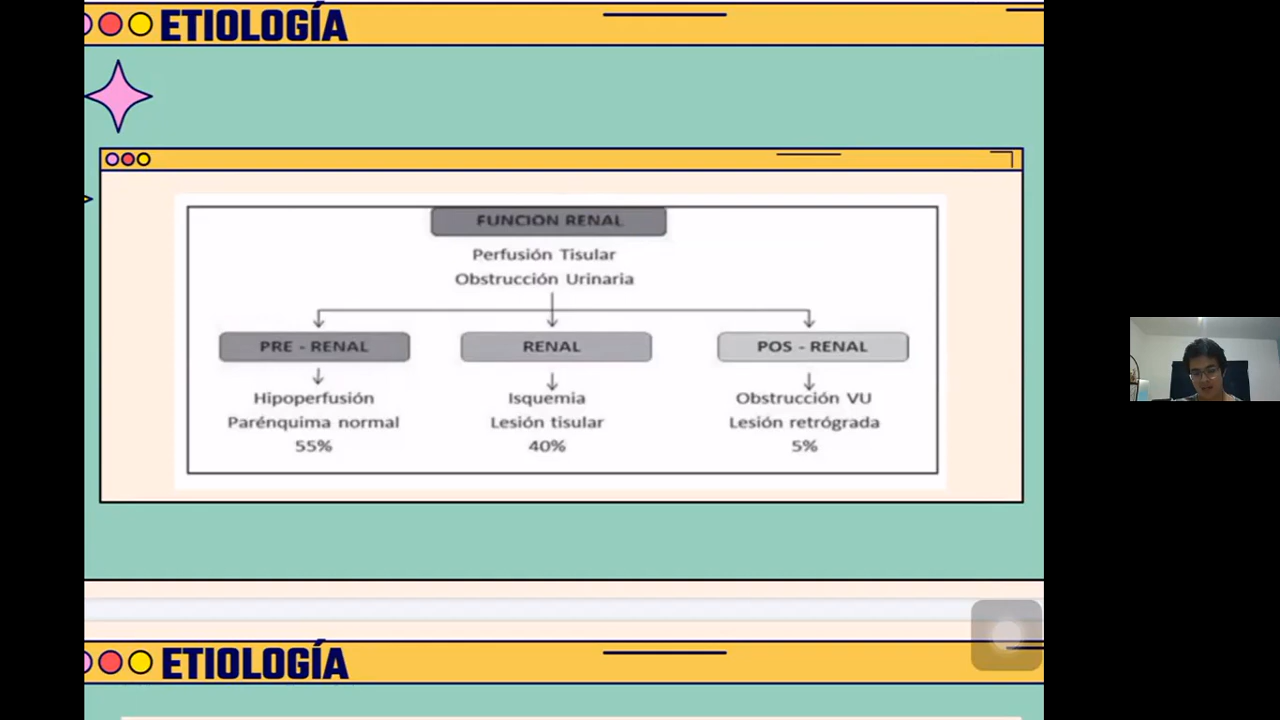 ETIOLOGÍA
FUNCION RENAL
Perfusión Tisular
Obstrucción Urinaria
PRE - RENAL
RENAL
POS - RENAL
Hipoperfusión
Isquemia
Obstrucción VU
Parénquima normal
Lesión tisular
Lesión retrógrada
55%
40%
5%
ETIOLOGÍA